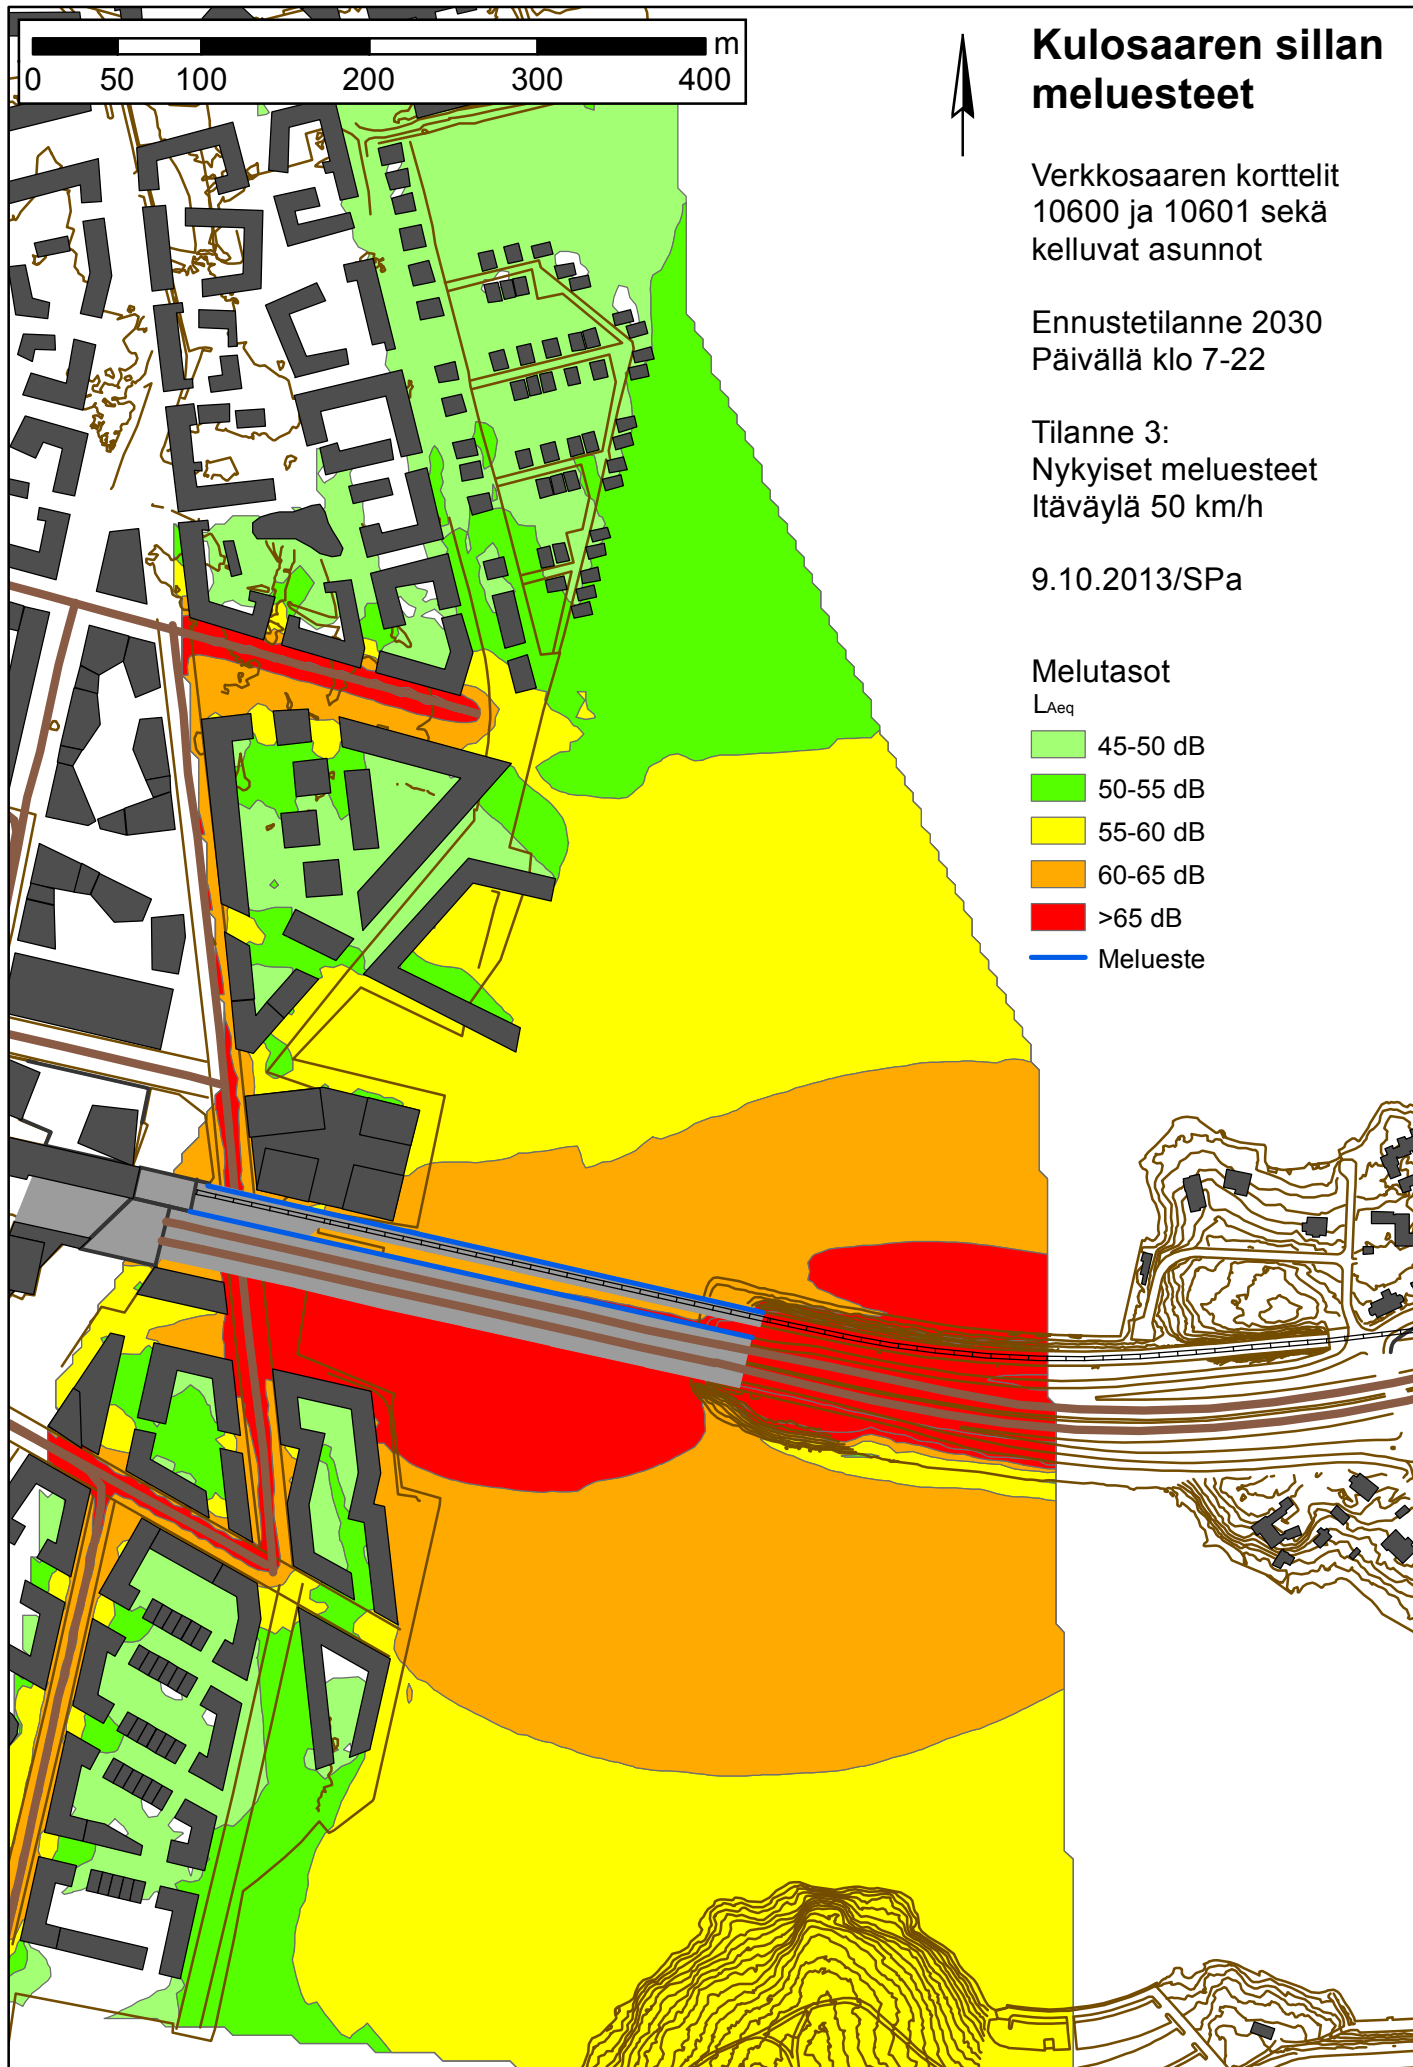 m
0 50 100 200 300 400
Kulosaaren sillan
meluesteet
Verkkosaaren korttelit
10600 ja 10601 sekä
kelluvat asunnot
Ennustetilanne 2030
Päivällä klo 7-22
Tilanne 3:
Nykyiset meluesteet
Itäväylä 50 km/h
9.10.2013/SPa
Melutasot
LAeq
45-50 dB
50-55 dB
55-60 dB
60-65 dB
>65 dB
Melueste